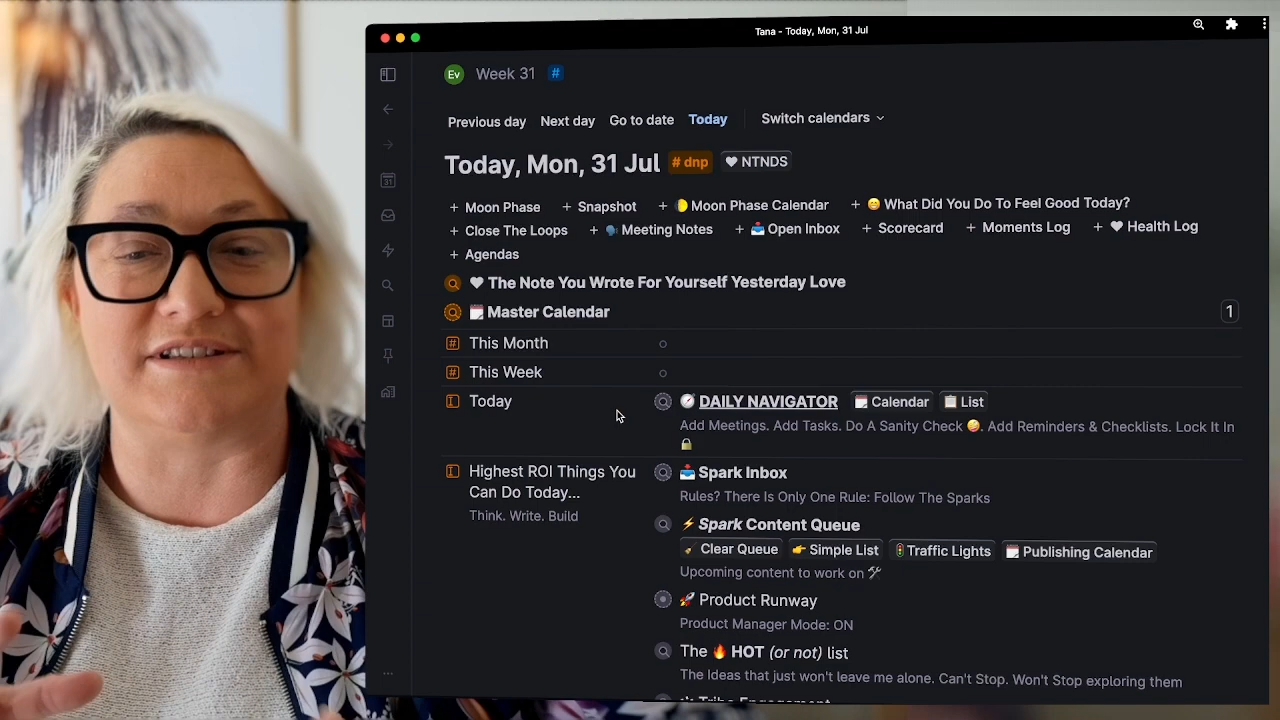 Tana - Today, Mon, 31 Jul
Ev Week 31 #
Previous day Next day Go to date Today Switch calendars
Today, Mon, 31 Jul # dnp NTNDS
+ Moon Phase + Snapshot + Moon Phase Calendar + What Did You Do To Feel Good Today?
+ Close The Loops + Meeting Notes + Open Inbox + Scorecard + Moments Log + Health Log
+ Agendas
The Note You Wrote For Yourself Yesterday Love
Master Calendar 1
# This Month
# This Week
Today DAILY NAVIGATOR Calendar List
Add Meetings. Add Tasks. Do A Sanity Check 🤪. Add Reminders & Checklists. Lock It In
🔒
Highest ROI Things You
Can Do Today...
Think. Write. Build
Spark Inbox
Rules? There Is Only One Rule: Follow The Sparks
Spark Content Queue
Clear Queue Simple List Traffic Lights Publishing Calendar
Upcoming content to work on
Product Runway
Product Manager Mode: ON
The 🔥 HOT (or not) list
The Ideas that just won't leave me alone. Can't Stop. Won't Stop exploring them
31